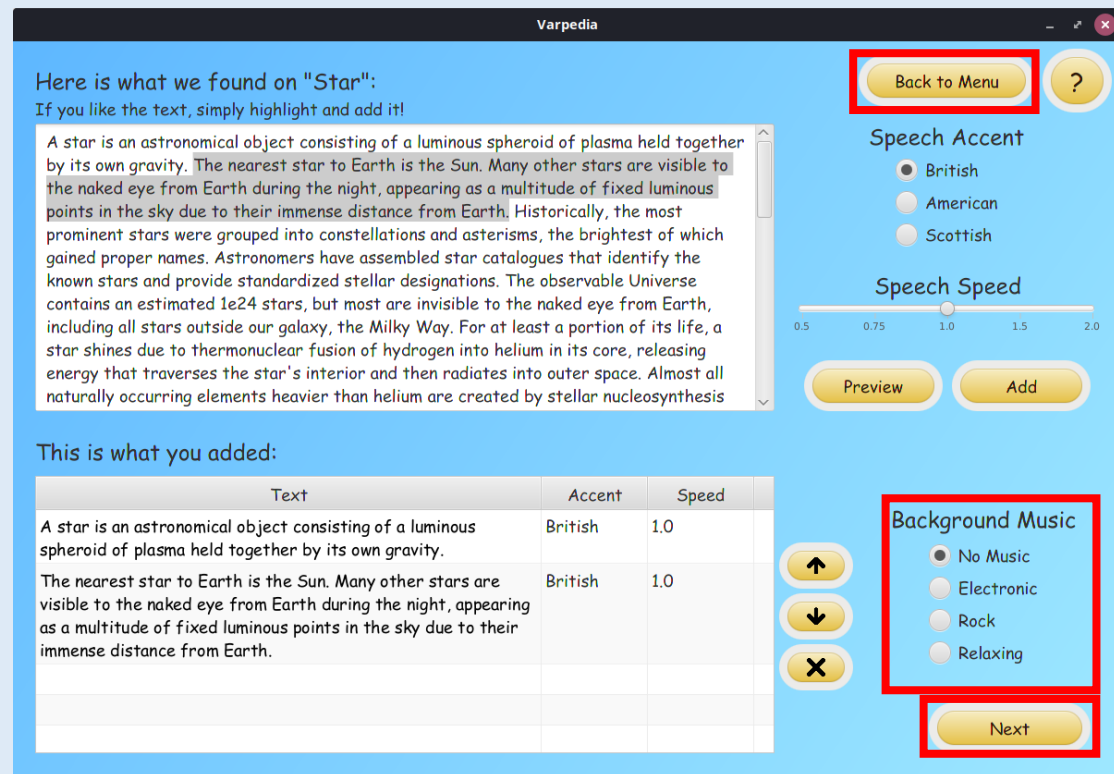 Varpedia
Here is what we found on "Star":
If you like the text, simply highlight and add it!
A star is an astronomical object consisting of a luminous spheroid of plasma held together
by its own gravity. The nearest star to Earth is the Sun. Many other stars are visible to
the naked eye from Earth during the night, appearing as a multitude of fixed luminous
points in the sky due to their immense distance from Earth. Historically, the most
prominent stars were grouped into constellations and asterisms, the brightest of which
gained proper names. Astronomers have assembled star catalogues that identify the
known stars and provide standardized stellar designations. The observable Universe
contains an estimated 1e24 stars, but most are invisible to the naked eye from Earth,
including all stars outside our galaxy, the Milky Way. For at least a portion of its life, a
star shines due to thermonuclear fusion of hydrogen into helium in its core, releasing
energy that traverses the star's interior and then radiates into outer space. Almost all
naturally occurring elements heavier than helium are created by stellar nucleosynthesis
Back to Menu
?
Speech Accent
British
American
Scottish
Speech Speed
0.5 0.75 1.0 1.5 2.0
Preview Add
This is what you added:
Text Accent Speed
A star is an astronomical object consisting of a luminous British 1.0
spheroid of plasma held together by its own gravity.
The nearest star to Earth is the Sun. Many other stars are British 1.0
visible to the naked eye from Earth during the night, appearing
as a multitude of fixed luminous points in the sky due to their
immense distance from Earth.
Background Music
No Music
Electronic
Rock
Relaxing
Next